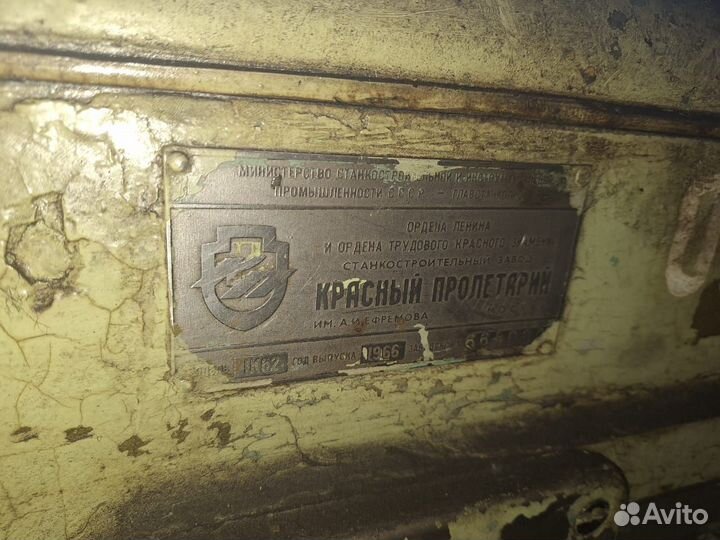 МИНИСТЕРСТВО СТАНКОСТРОИТЕЛЬНОЙ И
ПРОМЫШЛЕННОСТИ СССР –
ОРДЕНА ЛЕНИНА
И ОРДЕНА ТРУДОВОГО КРАСНОГО ЗНАМЕНИ
СТАНКОСТРОИТЕЛЬНЫЙ ЗАВОД
КРАСНЫЙ ПРОЛЕТАРИЙ
ИМ. А.И. ЕФРЕМОВА
1К62 ГОД ВЫПУСКА 1966
Avito